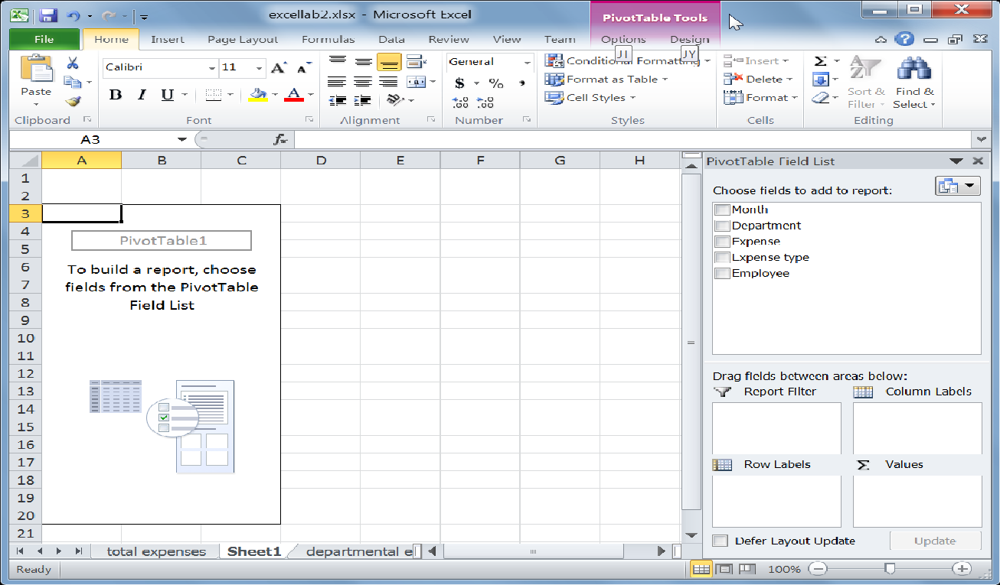 excellab2.xlsx - Microsoft Excel
PivotTable Tools
File Home Insert Page Layout Formulas Data Review View Team Options Design
JI JY
Calibri 11
General
Conditional Formatting
Insert
Format as Table
Delete
Cell Styles
Format
Paste
B I U A
$ % ,
Sort & Filter
Find & Select
Clipboard Font Alignment Number Styles Cells Editing
A3 fx
A B C D E F G H
PivotTable Field List
1
2
3
4
5
6
7
8
9
10
11
12
13
14
15
16
17
18
19
20
21
PivotTable1
To build a report, choose
fields from the PivotTable
Field List
Choose fields to add to report:
Month
Department
Expense
Expense type
Employee
Drag fields between areas below:
Report Filter Column Labels
Row Labels Σ Values
Defer Layout Update Update
total expenses Sheet1 departmental e
Ready 100%